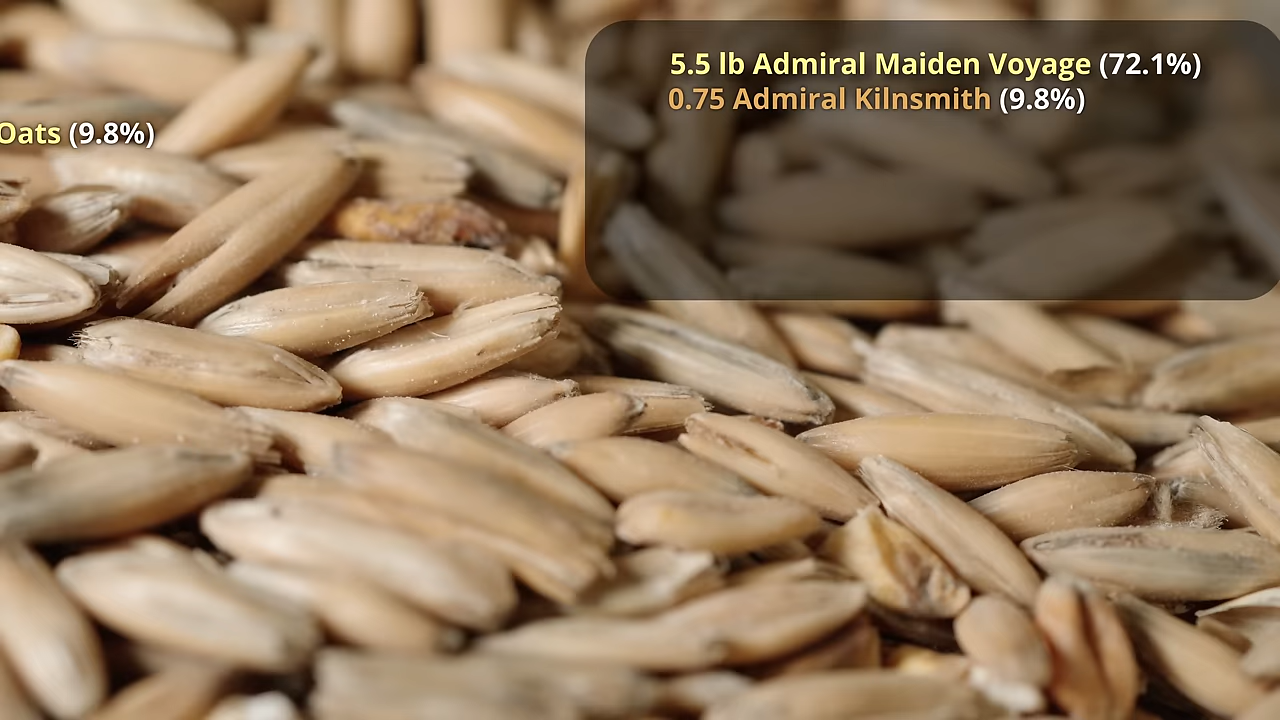 5.5 lb Admiral Maiden Voyage (72.1%)
0.75 Admiral Kilnsmith (9.8%)
Oats (9.8%)